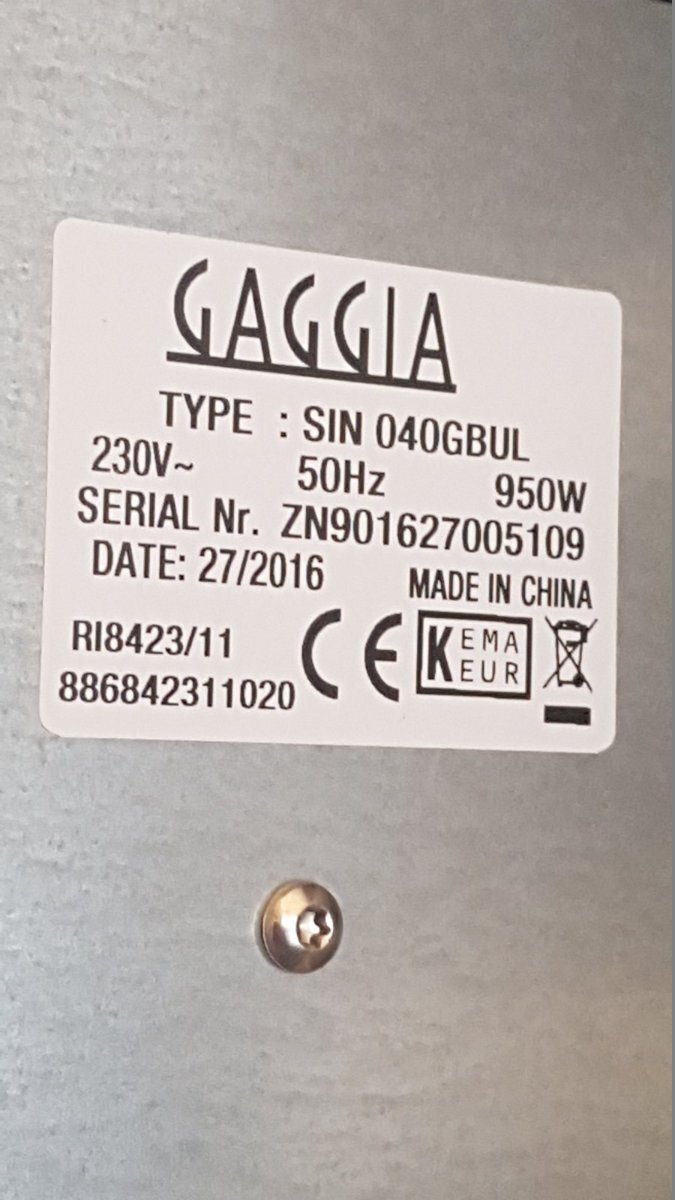 GAGGIA
TYPE : SIN 040GBUL
230V~ 50Hz 950W
SERIAL Nr. ZN901627005109
DATE: 27/2016 MADE IN CHINA
RI8423/11
886842311020
CE
KEMA
EUR